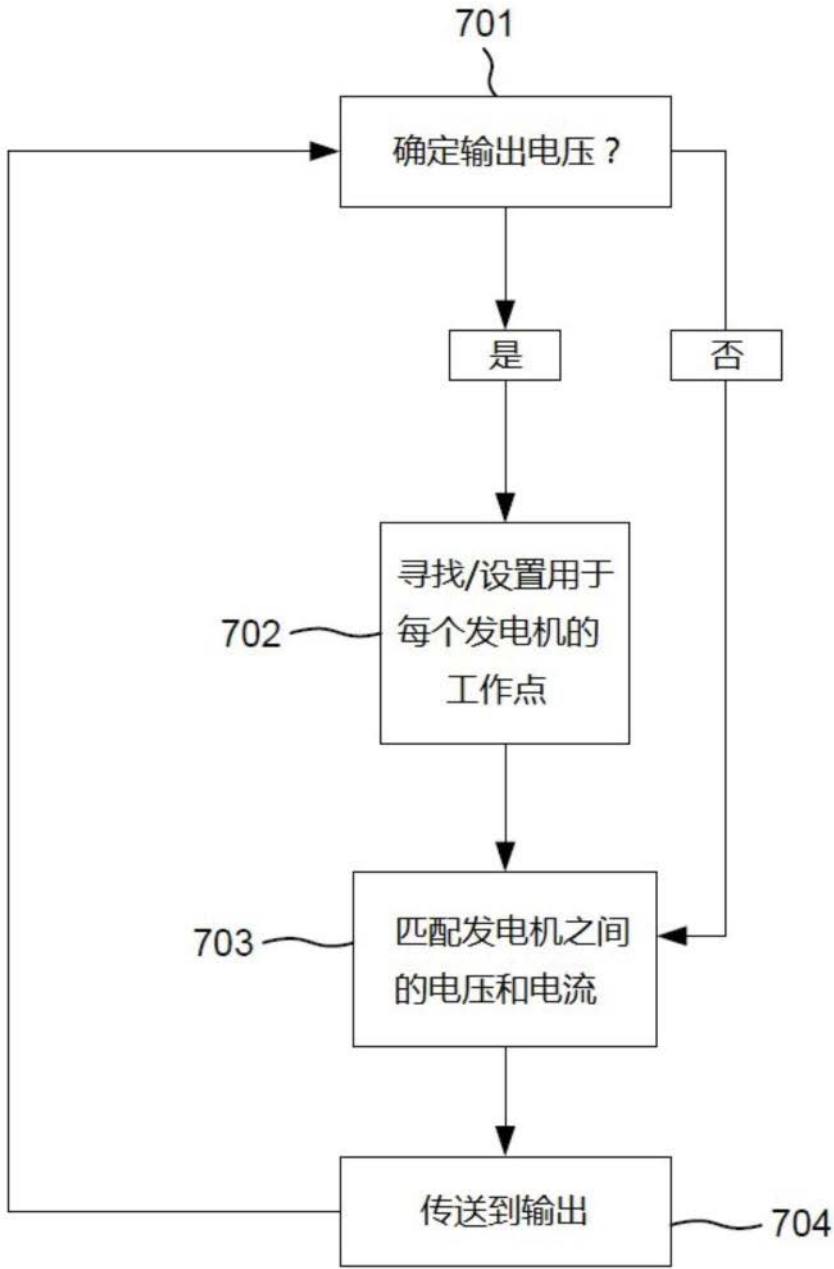 701
确定输出电压？
是
否
寻找/设置用于
702
每个发电机的
工作点
703
匹配发电机之间
的电压和电流
传送到输出
704